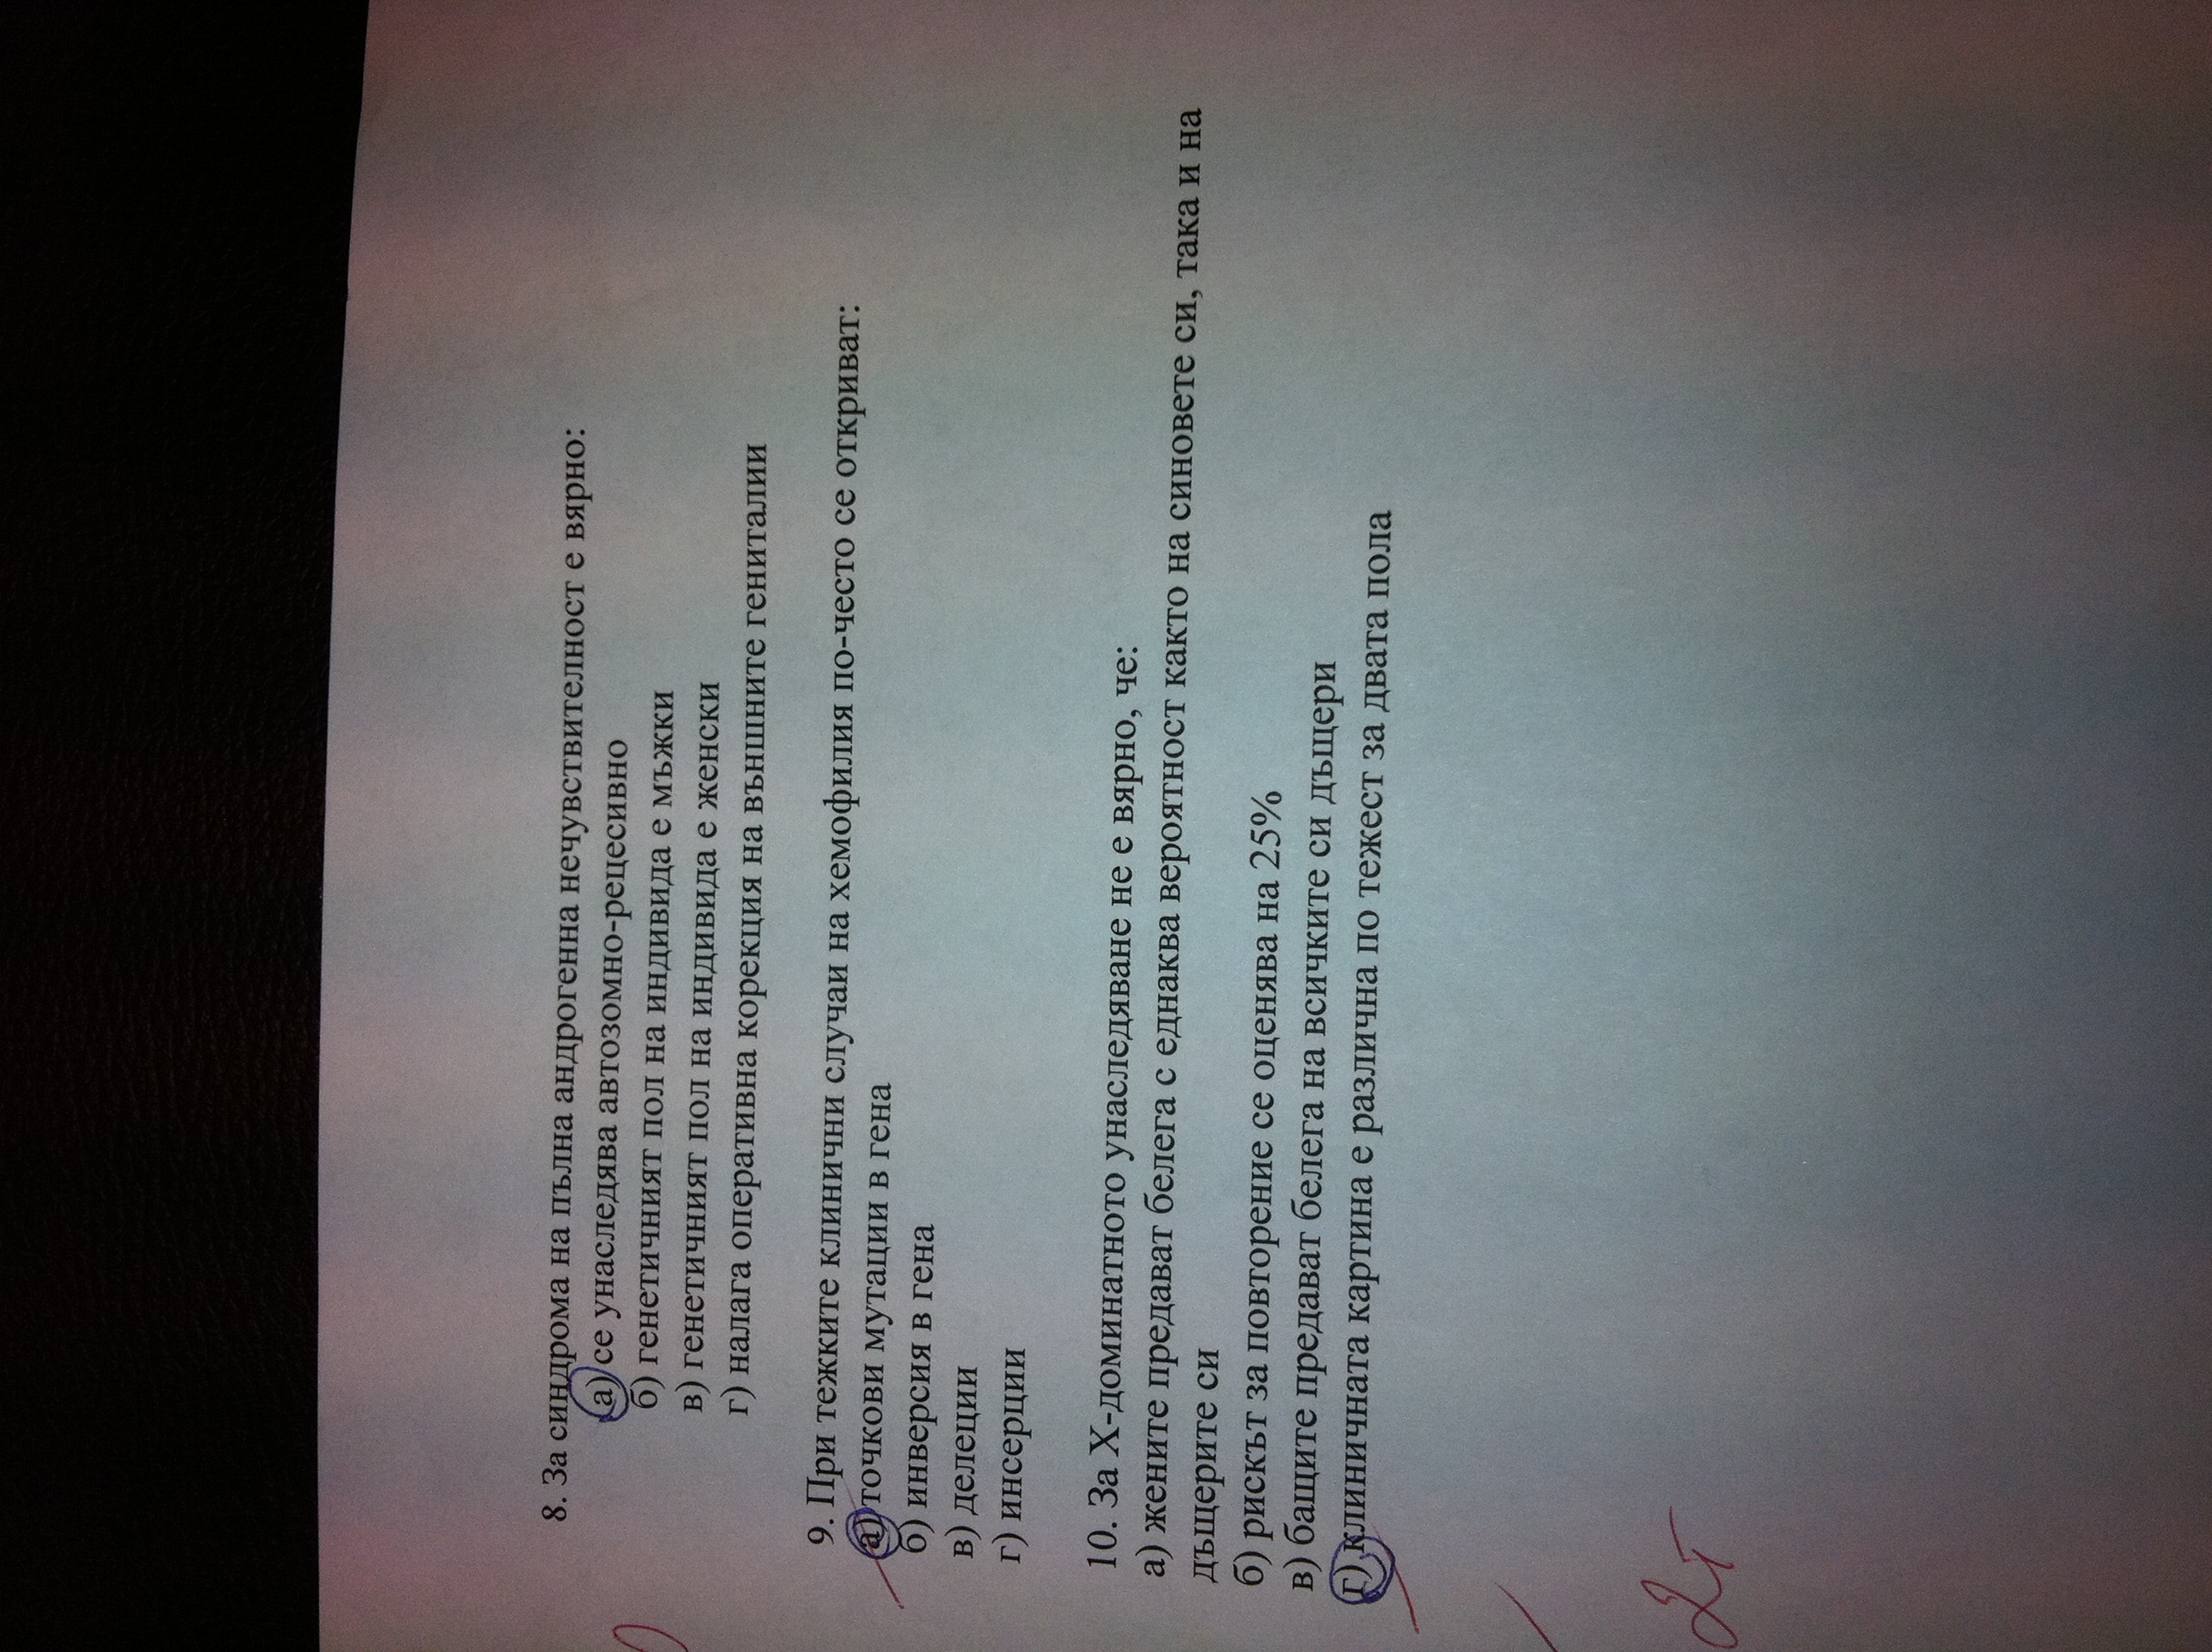 8. За синдрома на пълна андрогенна нечувствителност е вярно:
а) се унаследява автозомно-рецесивно
б) генетичният пол на индивида е мъжки
в) генетичният пол на индивида е женски
г) налага оперативна корекция на външните гениталии
9. При тежките клинични случаи на хемофилия по-често се откриват:
а) точкови мутации в гена
б) инверсия в гена
в) делеции
г) инсерции
10. За Х-доминатното унаследяване не е вярно, че:
а) жените предават белега с еднаква вероятност както на синовете си, така и на
дъщерите си
б) рискът за повторение се оценява на 25%
в) бащите предават белега на всичките си дъщери
г) клиничната картина е различна по тежест за двата пола
2т